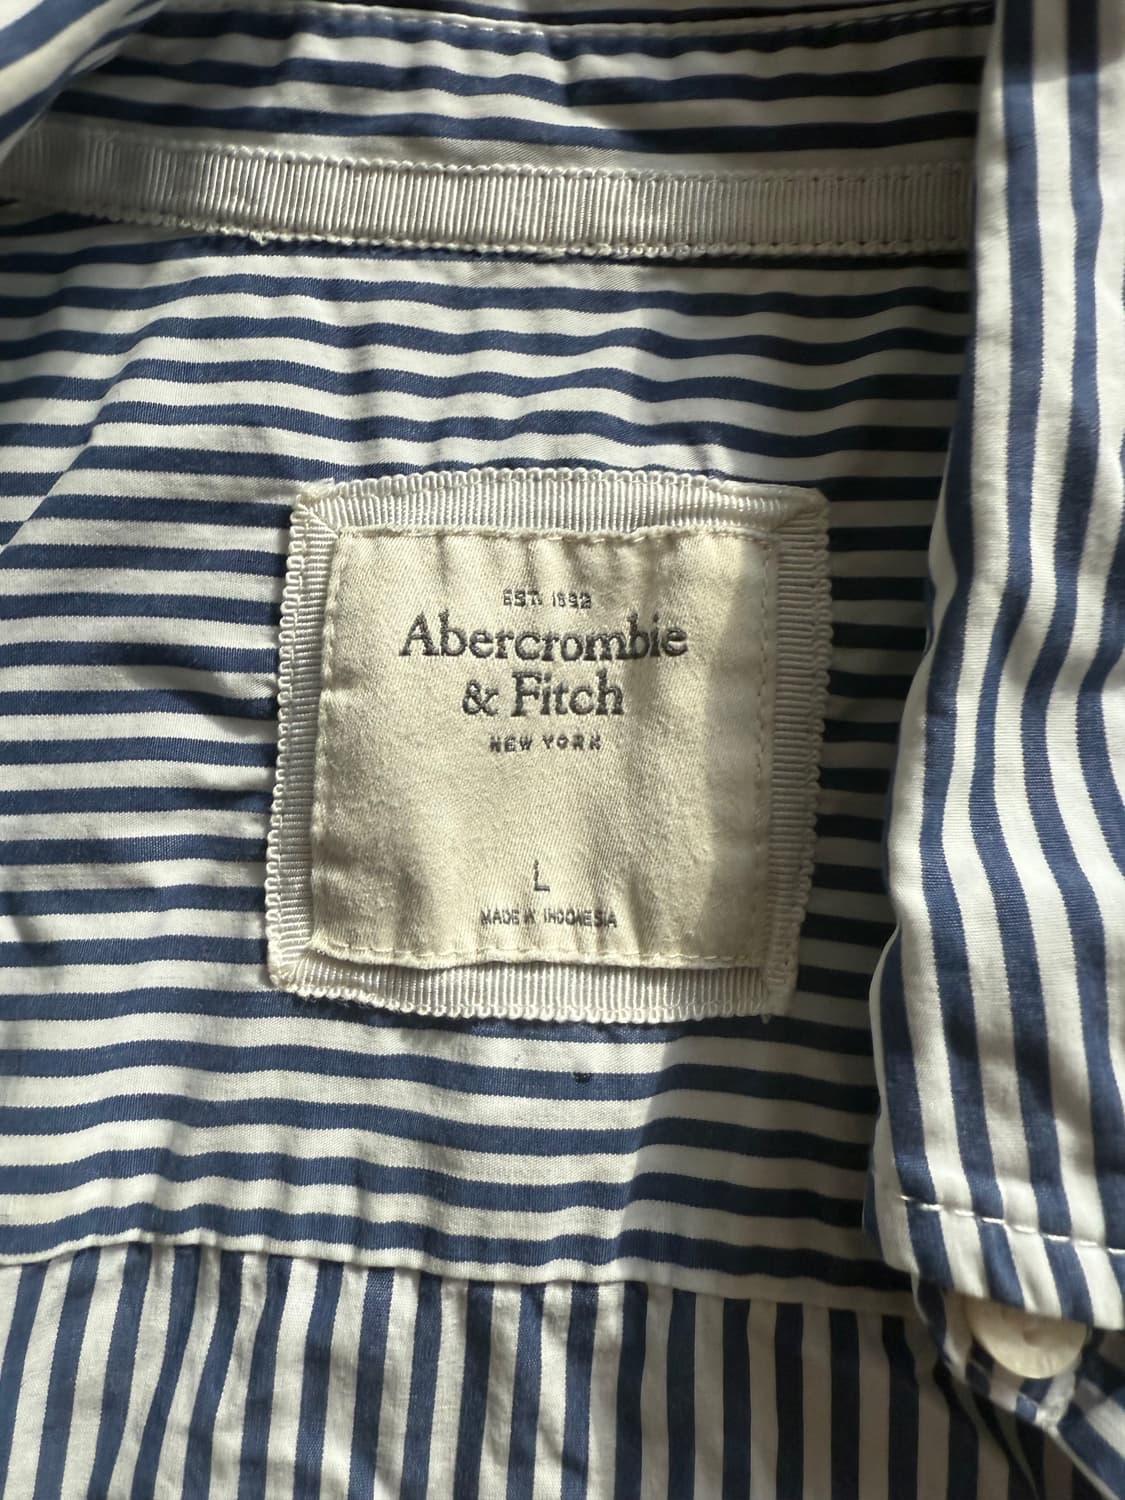 EST. 1892
Abercrombie
& Fitch
NEW YORK
L
MADE IN INDONESIA